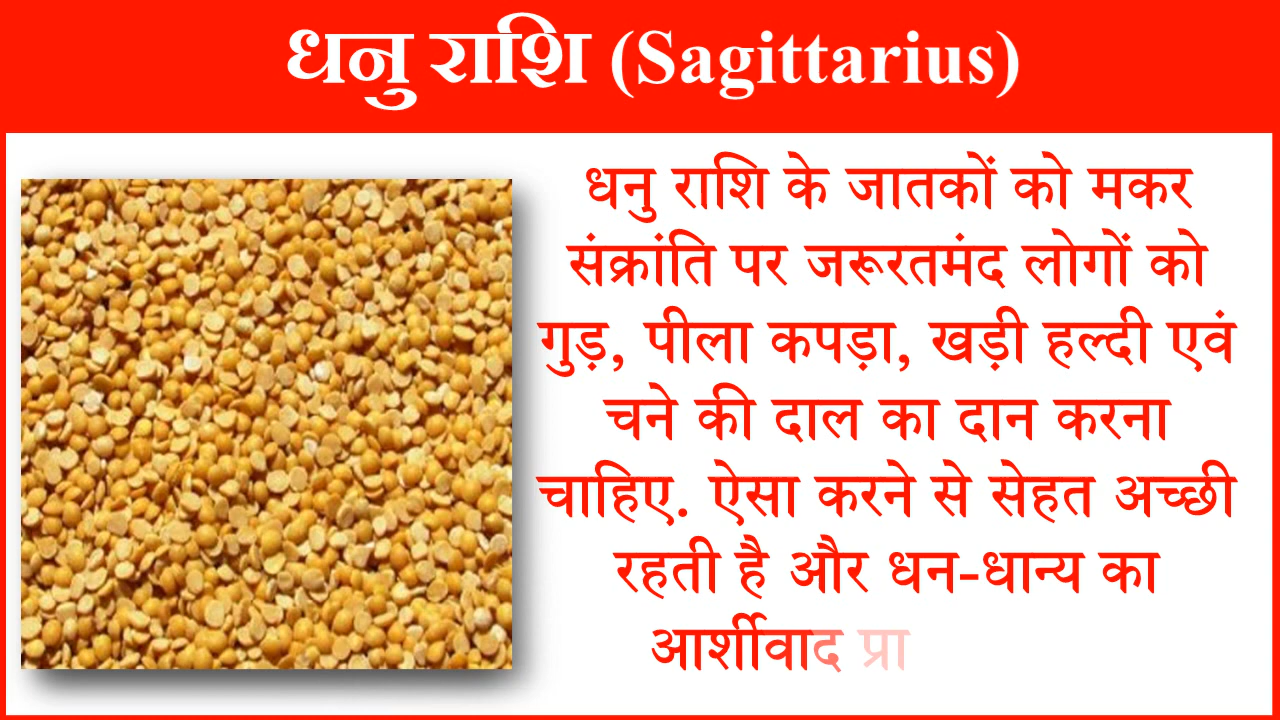 धनु राशि (Sagittarius)
धनु राशि के जातकों को मकर
संक्रांति पर जरूरतमंद लोगों को
गुड़, पीला कपड़ा, खड़ी हल्दी एवं
चने की दाल का दान करना
चाहिए. ऐसा करने से सेहत अच्छी
रहती है और धन-धान्य का
आर्शीवाद प्रा